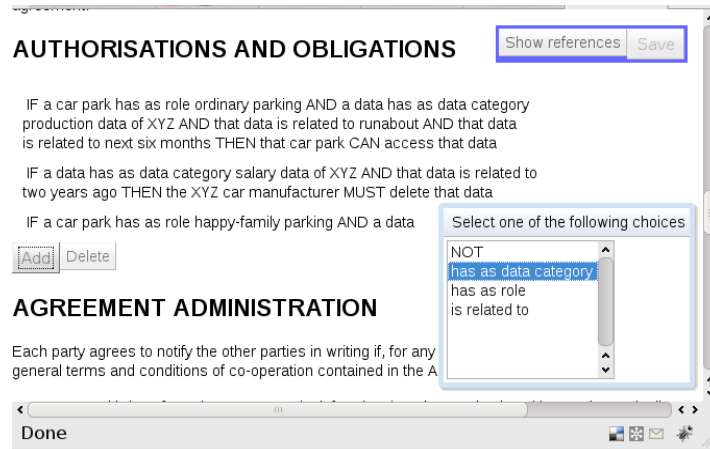 agreement.
AUTHORISATIONS AND OBLIGATIONS
Show references Save
IF a car park has as role ordinary parking AND a data has as data category
production data of XYZ AND that data is related to runabout AND that data
is related to next six months THEN that car park CAN access that data
IF a data has as data category salary data of XYZ AND that data is related to
two years ago THEN the XYZ car manufacturer MUST delete that data
IF a car park has as role happy-family parking AND a data
Select one of the following choices
NOT
has as data category
has as role
is related to
Add Delete
AGREEMENT ADMINISTRATION
Each party agrees to notify the other parties in writing if, for any
general terms and conditions of co-operation contained in the A
Done